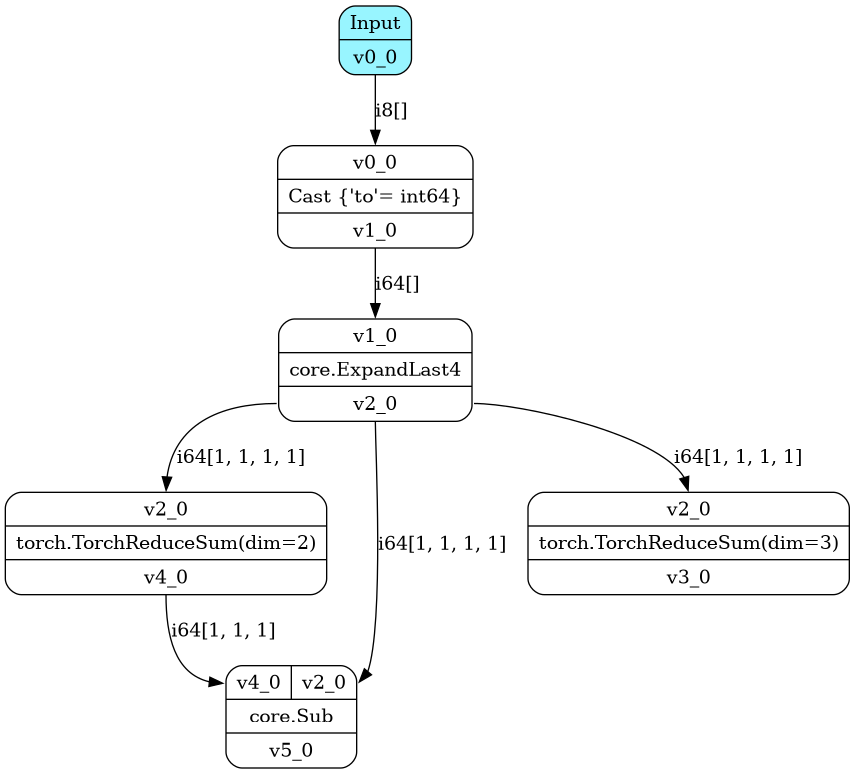 Input
v0_0
i8[]
v0_0
Cast {'to'= int64}
v1_0
i64[]
v1_0
core.ExpandLast4
v2_0
i64[1, 1, 1, 1]
i64[1, 1, 1, 1]
v2_0
torch.TorchReduceSum(dim=2)
v4_0
i64[1, 1, 1, 1]
v2_0
torch.TorchReduceSum(dim=3)
v3_0
i64[1, 1, 1]
v4_0 v2_0
core.Sub
v5_0